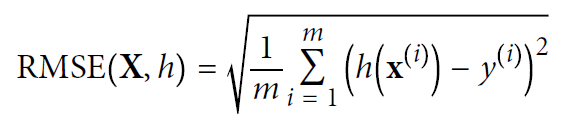 RMSE(X, h) = √(1/m ∑_{i = 1}^{m} (h(x^{(i)}) − y^{(i)})^2)